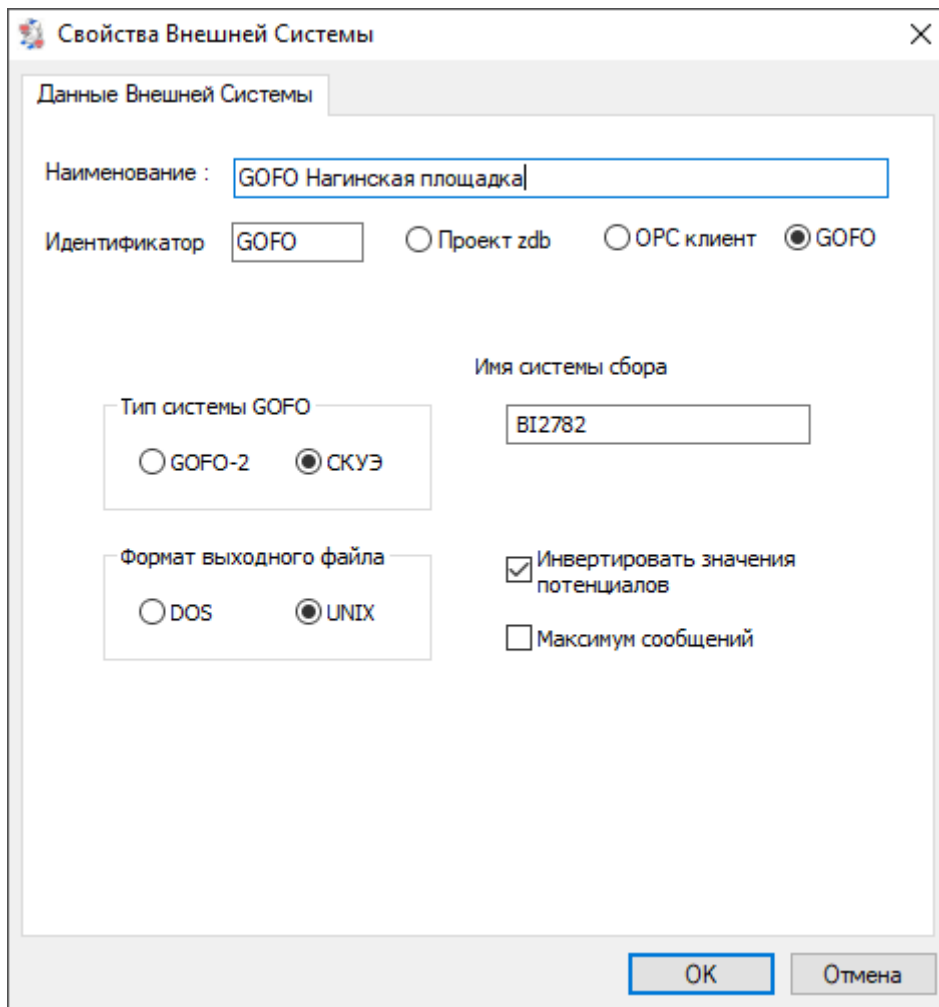 Свойства Внешней Системы
Данные Внешней Системы
Наименование :
GOFO Нагинская площадка
Идентификатор
GOFO
Проект zdb
ОРС клиент
GOFO
Имя системы сбора
Тип системы GOFO
BI2782
GOFO-2
СКУЭ
Формат выходного файла
Инвертировать значения
потенциалов
DOS
UNIX
Максимум сообщений
OK
Отмена